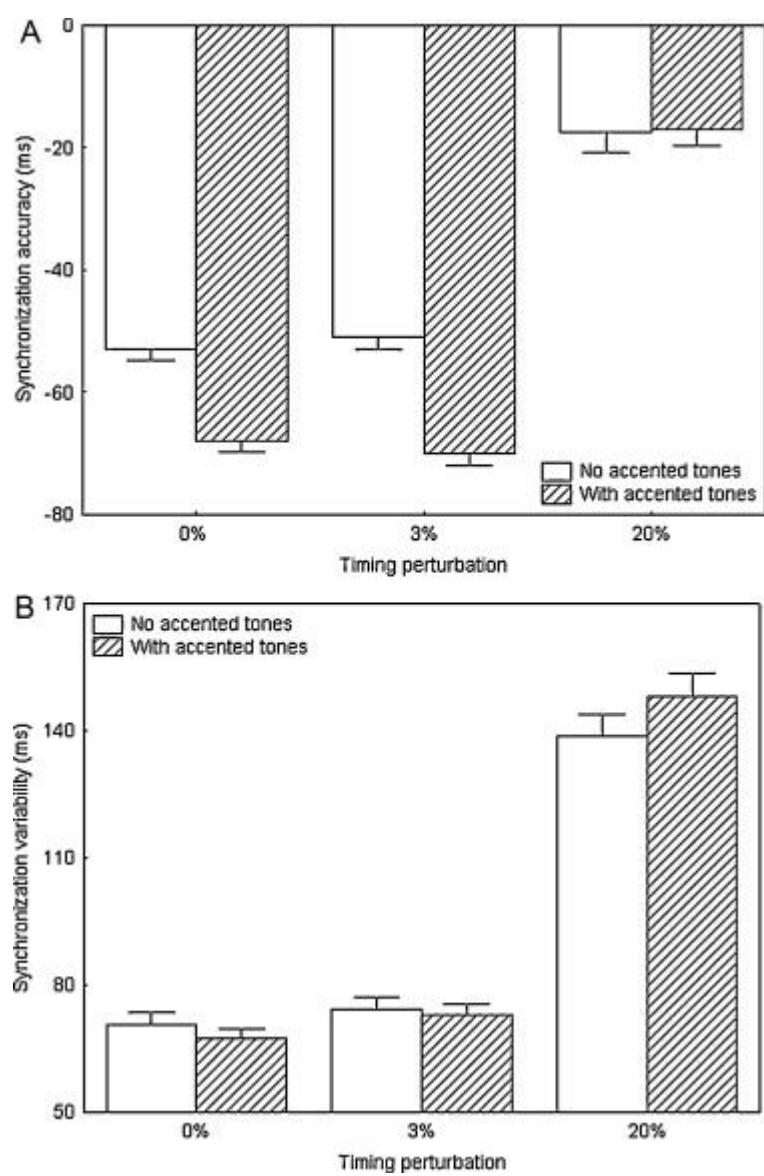 A
0
-20
-40
-60
-80
Synchronization accuracy (ms)
No accented tones
With accented tones
0% 3% 20%
Timing perturbation
B
170
140
110
80
50
Synchronization variability (ms)
No accented tones
With accented tones
0% 3% 20%
Timing perturbation